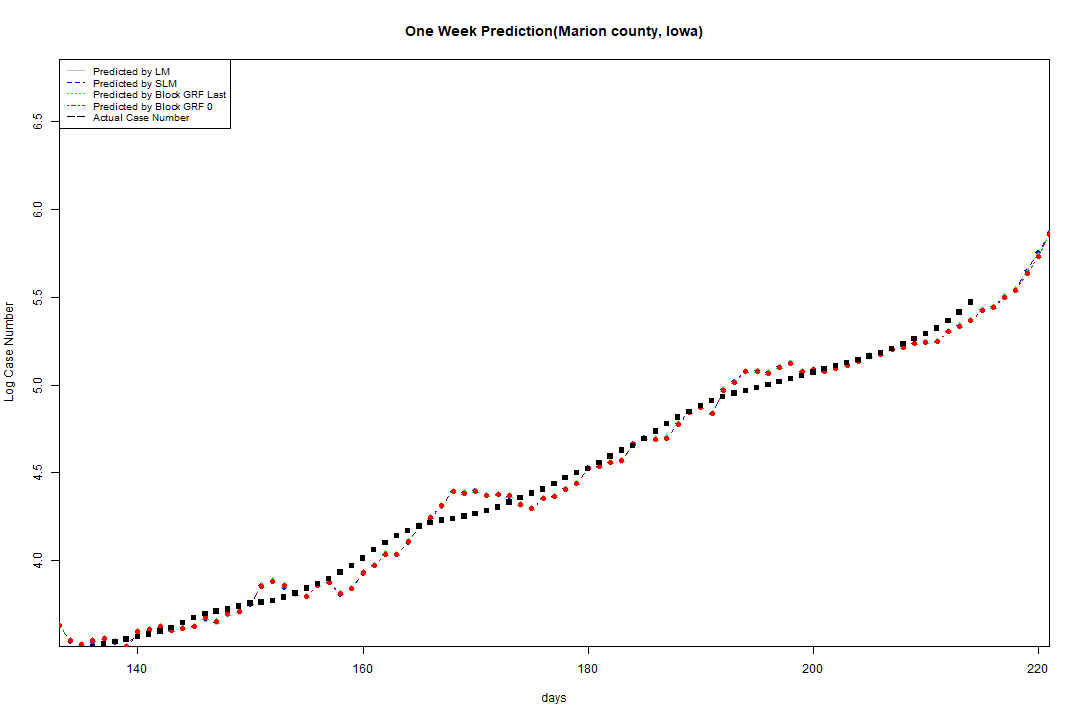 One Week Prediction(Marion county, Iowa)
Predicted by LM
Predicted by SLM
Predicted by Block GRF Last
Predicted by Block GRF 0
Actual Case Number
6.5
6.0
5.5
5.0
4.5
4.0
Log Case Number
140 160 180 200 220
days